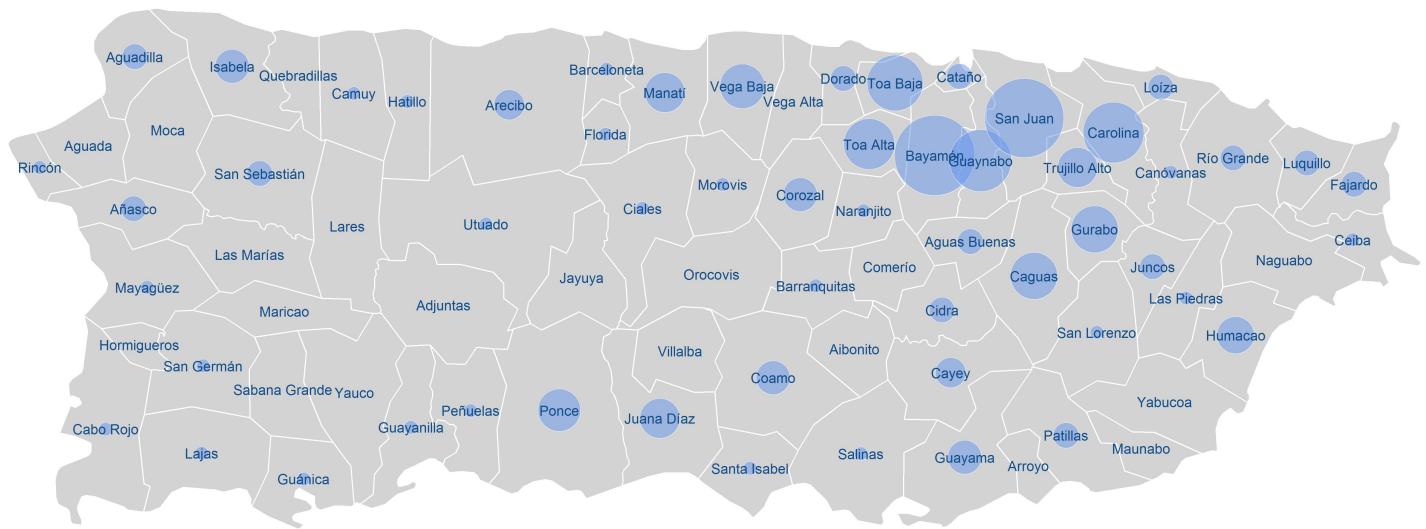 Aguadilla
Isabela
Quebradillas
Camuy
Hatillo
Arecibo
Barceloneta
Manatí
Vega Baja
Vega Alta
Dorado
Toa Baja
Cataño
San Juan
Carolina
Loíza
Moca
Aguada
Rincón
San Sebastián
Florida
Toa Alta
Bayamón
Guaynabo
Trujillo Alto
Canóvanas
Río Grande
Luquillo
Fajardo
Añasco
Lares
Utuado
Ciales
Morovis
Corozal
Naranjito
Aguas Buenas
Gurabo
Ceiba
Las Marías
Mayagüez
Maricao
Adjuntas
Jayuya
Orocovis
Barranquitas
Comerío
Caguas
Juncos
Naguabo
Las Piedras
Cidra
San Lorenzo
Humacao
Hormigueros
San Germán
Sabana Grande
Yauco
Villalba
Aibonito
Coamo
Cayey
Yabucoa
Cabo Rojo
Lajas
Guánica
Guayanilla
Peñuelas
Ponce
Juana Díaz
Santa Isabel
Salinas
Guayama
Arroyo
Patillas
Maunabo